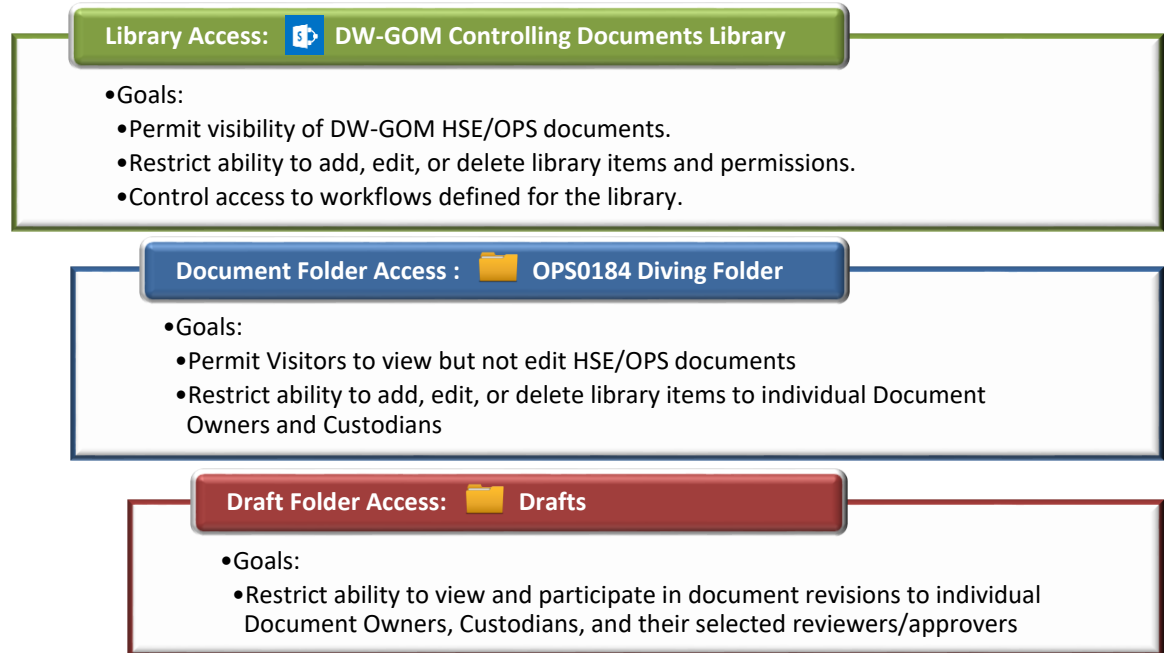 Library Access: S DW-GOM Controlling Documents Library
•Goals:
•Permit visibility of DW-GOM HSE/OPS documents.
•Restrict ability to add, edit, or delete library items and permissions.
•Control access to workflows defined for the library.
Document Folder Access : OPS0184 Diving Folder
•Goals:
•Permit Visitors to view but not edit HSE/OPS documents
•Restrict ability to add, edit, or delete library items to individual Document
Owners and Custodians
Draft Folder Access: Drafts
•Goals:
•Restrict ability to view and participate in document revisions to individual
Document Owners, Custodians, and their selected reviewers/approvers